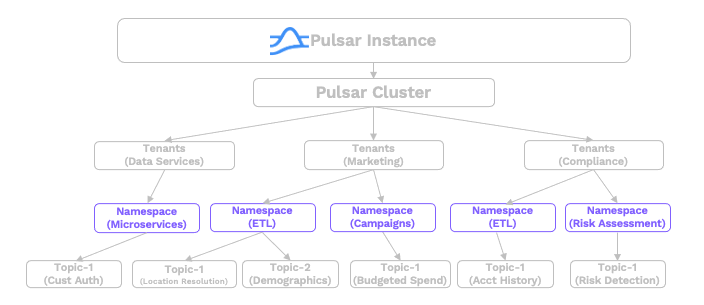 Pulsar Instance
Pulsar Cluster
Tenants
(Data Services)
Tenants
(Marketing)
Tenants
(Compliance)
Namespace
(Microservices)
Namespace
(ETL)
Namespace
(Campaigns)
Namespace
(ETL)
Namespace
(Risk Assessment)
Topic-1
(Cust Auth)
Topic-1
(Location Resolution)
Topic-2
(Demographics)
Topic-1
(Budgeted Spend)
Topic-1
(Acct History)
Topic-1
(Risk Detection)